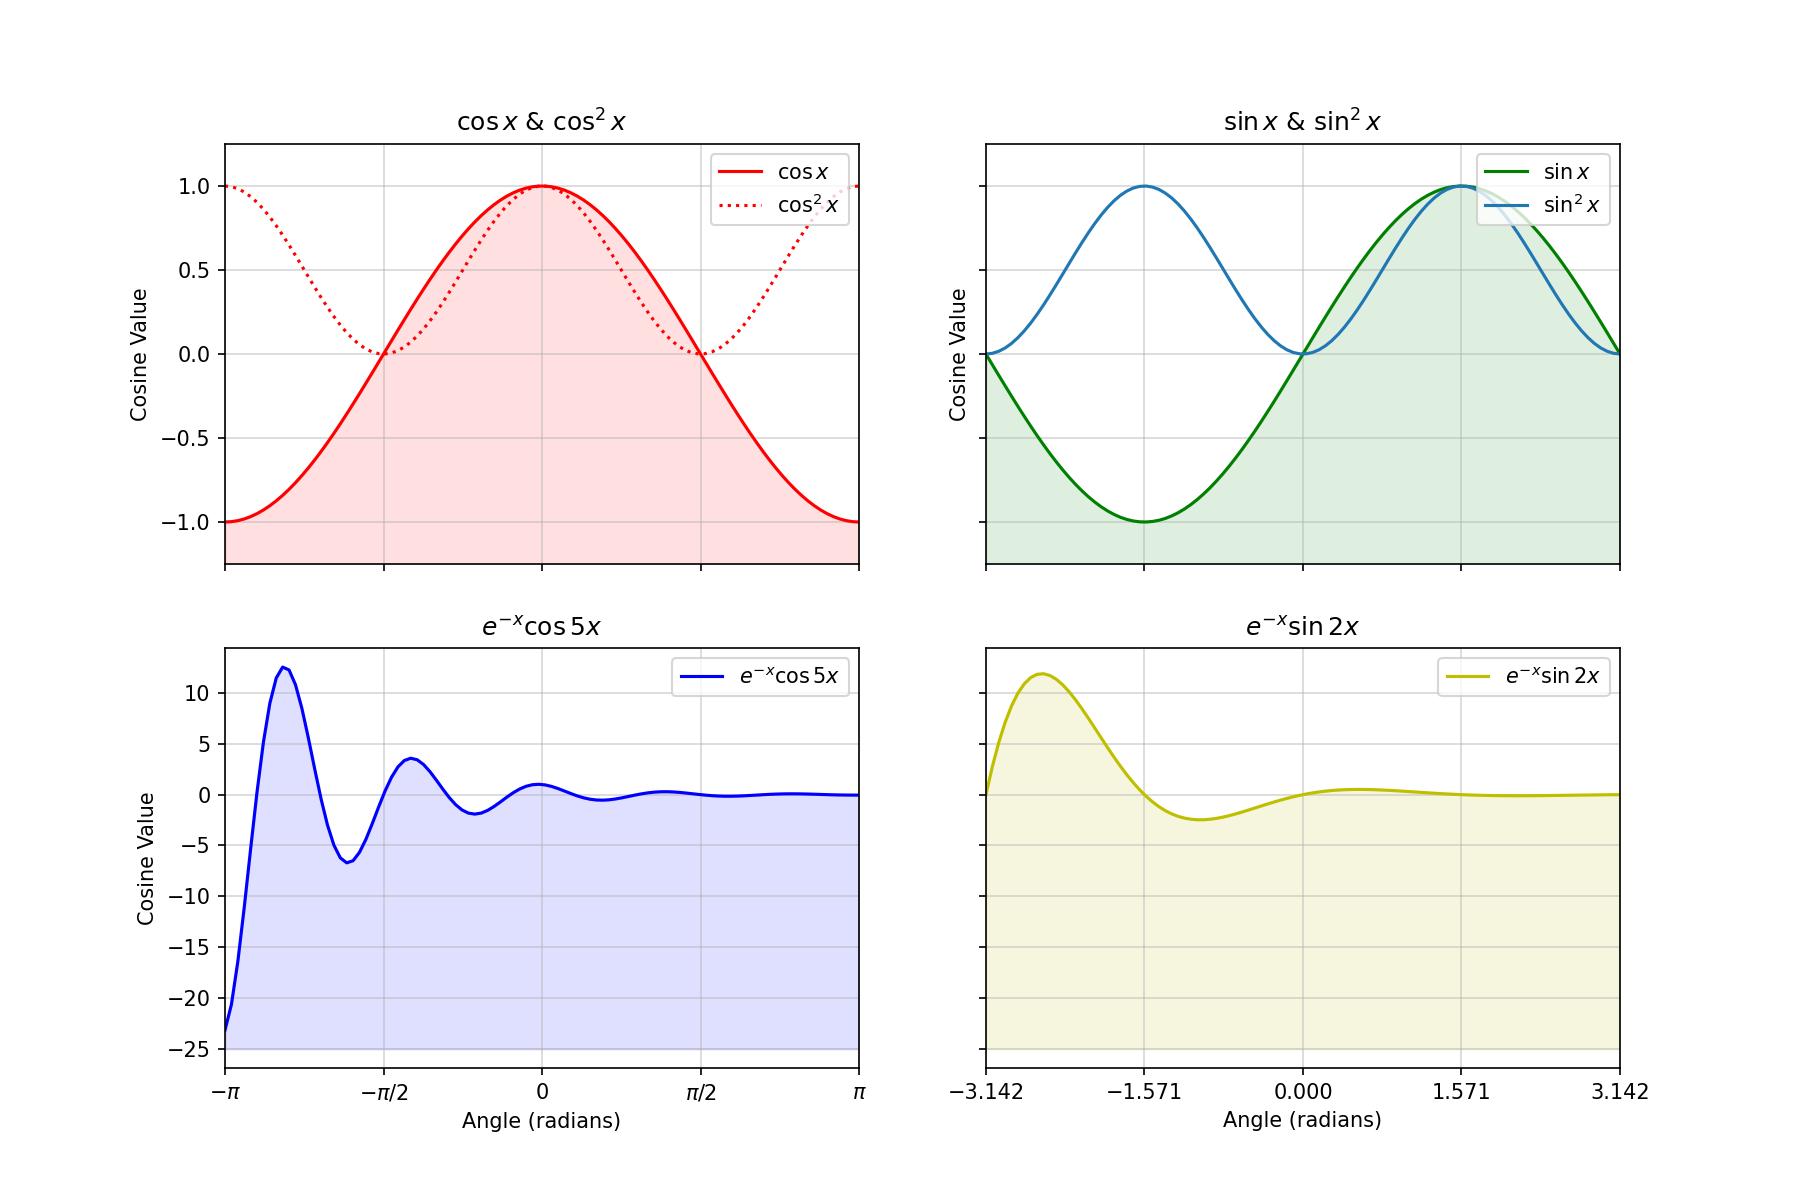 cos x & cos² x
cos x
cos² x
1.0
0.5
0.0
−0.5
−1.0
Cosine Value
sin x & sin² x
sin x
sin² x
Cosine Value
e⁻ˣcos 5x
e⁻ˣcos 5x
10
5
0
−5
−10
−15
−20
−25
Cosine Value
−π −π/2 0 π/2 π
Angle (radians)
e⁻ˣsin 2x
e⁻ˣsin 2x
−3.142 −1.571 0.000 1.571 3.142
Angle (radians)